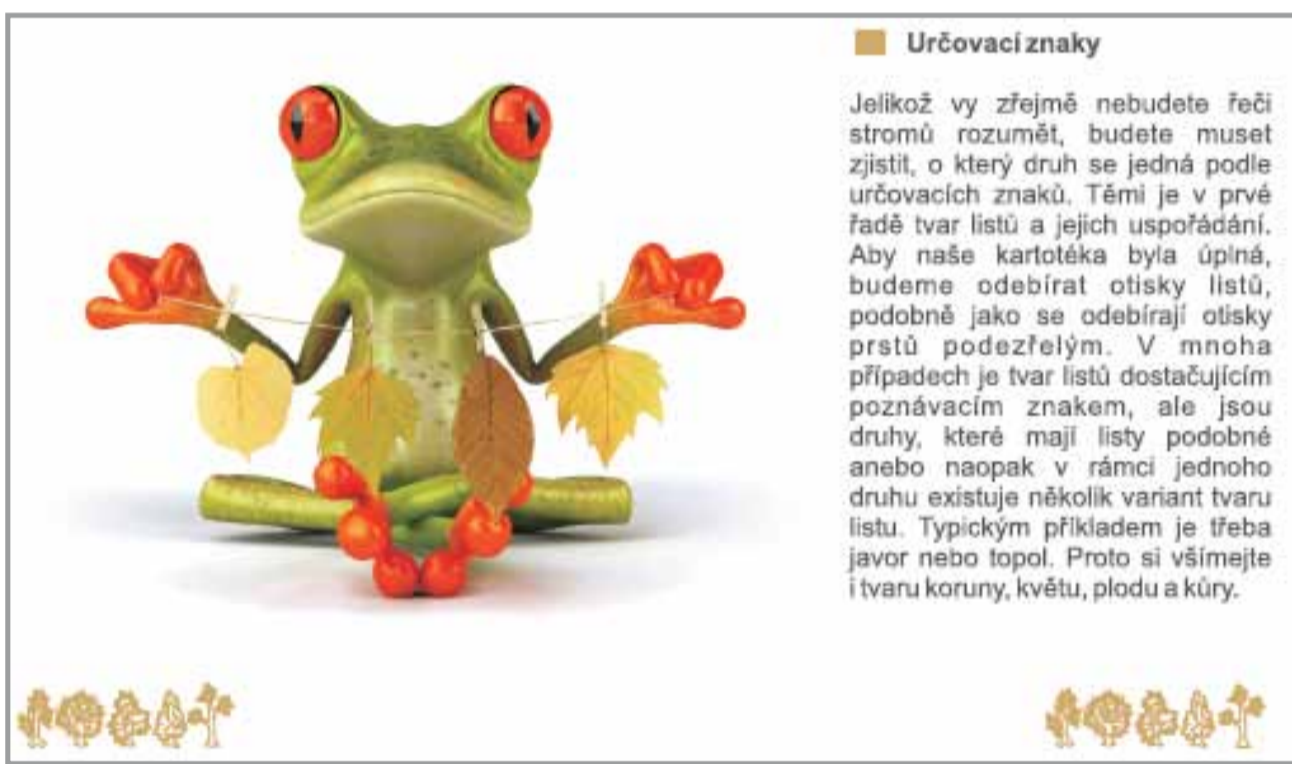 Určovací znaky
Jelikož vy zřejmě nebudete řeči
stromů rozumět, budete muset
zjistit, o který druh se jedná podle
určovacích znaků. Těmi je v prvé
řadě tvar listů a jejich uspořádání.
Aby naše kartotéka byla úplná,
budeme odebírat otisky listů,
podobně jako se odebírají otisky
prstů podezřelým. V mnoha
případech je tvar listů dostačujícím
poznávacím znakem, ale jsou
druhy, které mají listy podobné
anebo naopak v rámci jednoho
druhu existuje několik variant tvaru
listu. Typickým příkladem je třeba
javor nebo topol. Proto si všímejte
i tvaru koruny, květu, plodu a kůry.